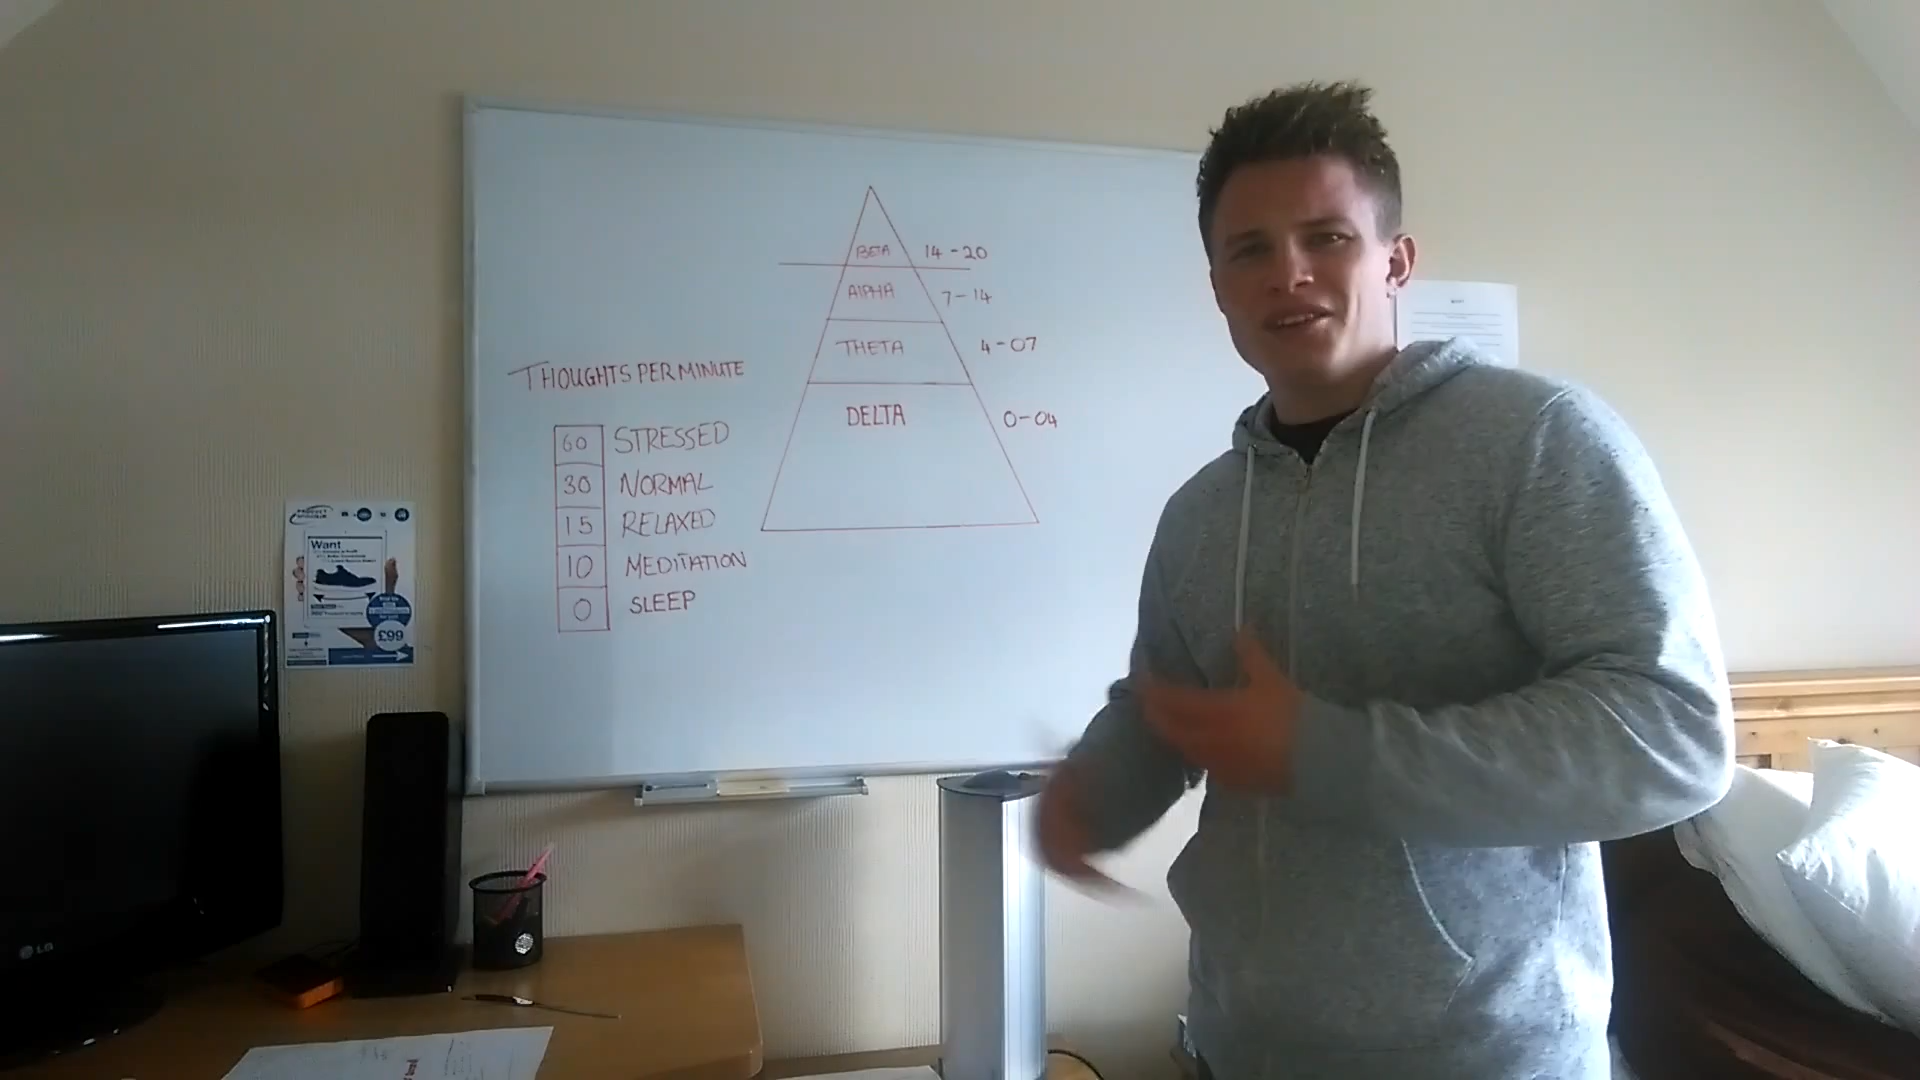 BETA 14-20
ALPHA 7-14
THETA 4-07
DELTA 0-04
THOUGHTS PER MINUTE
60 STRESSED
30 NORMAL
15 RELAXED
10 MEDITATION
0 SLEEP
Want
£99
LG